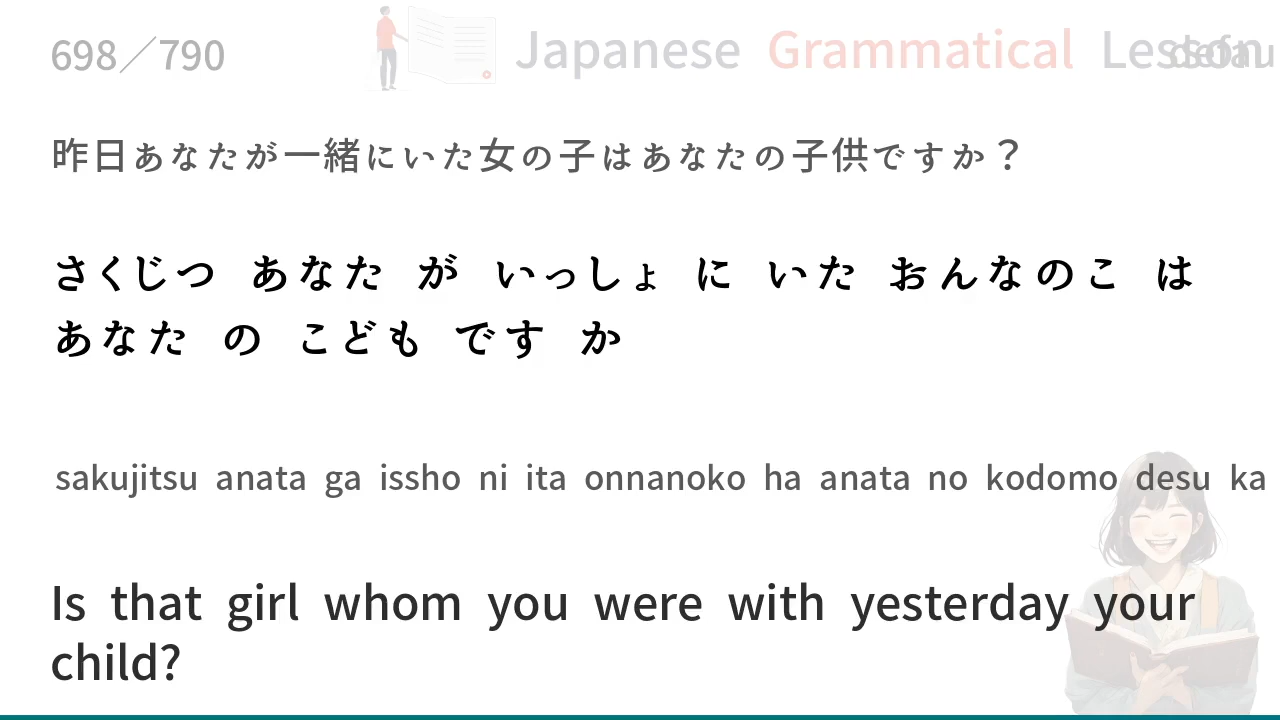 698／790
Japanese Grammatical Lesson
昨日あなたが一緒にいた女の子はあなたの子供ですか？
さくじつ あなた が いっしょ に いた おんなのこ は
あなた の こども です か
sakujitsu anata ga issho ni ita onnanoko ha anata no kodomo desu ka
Is that girl whom you were with yesterday your
child?